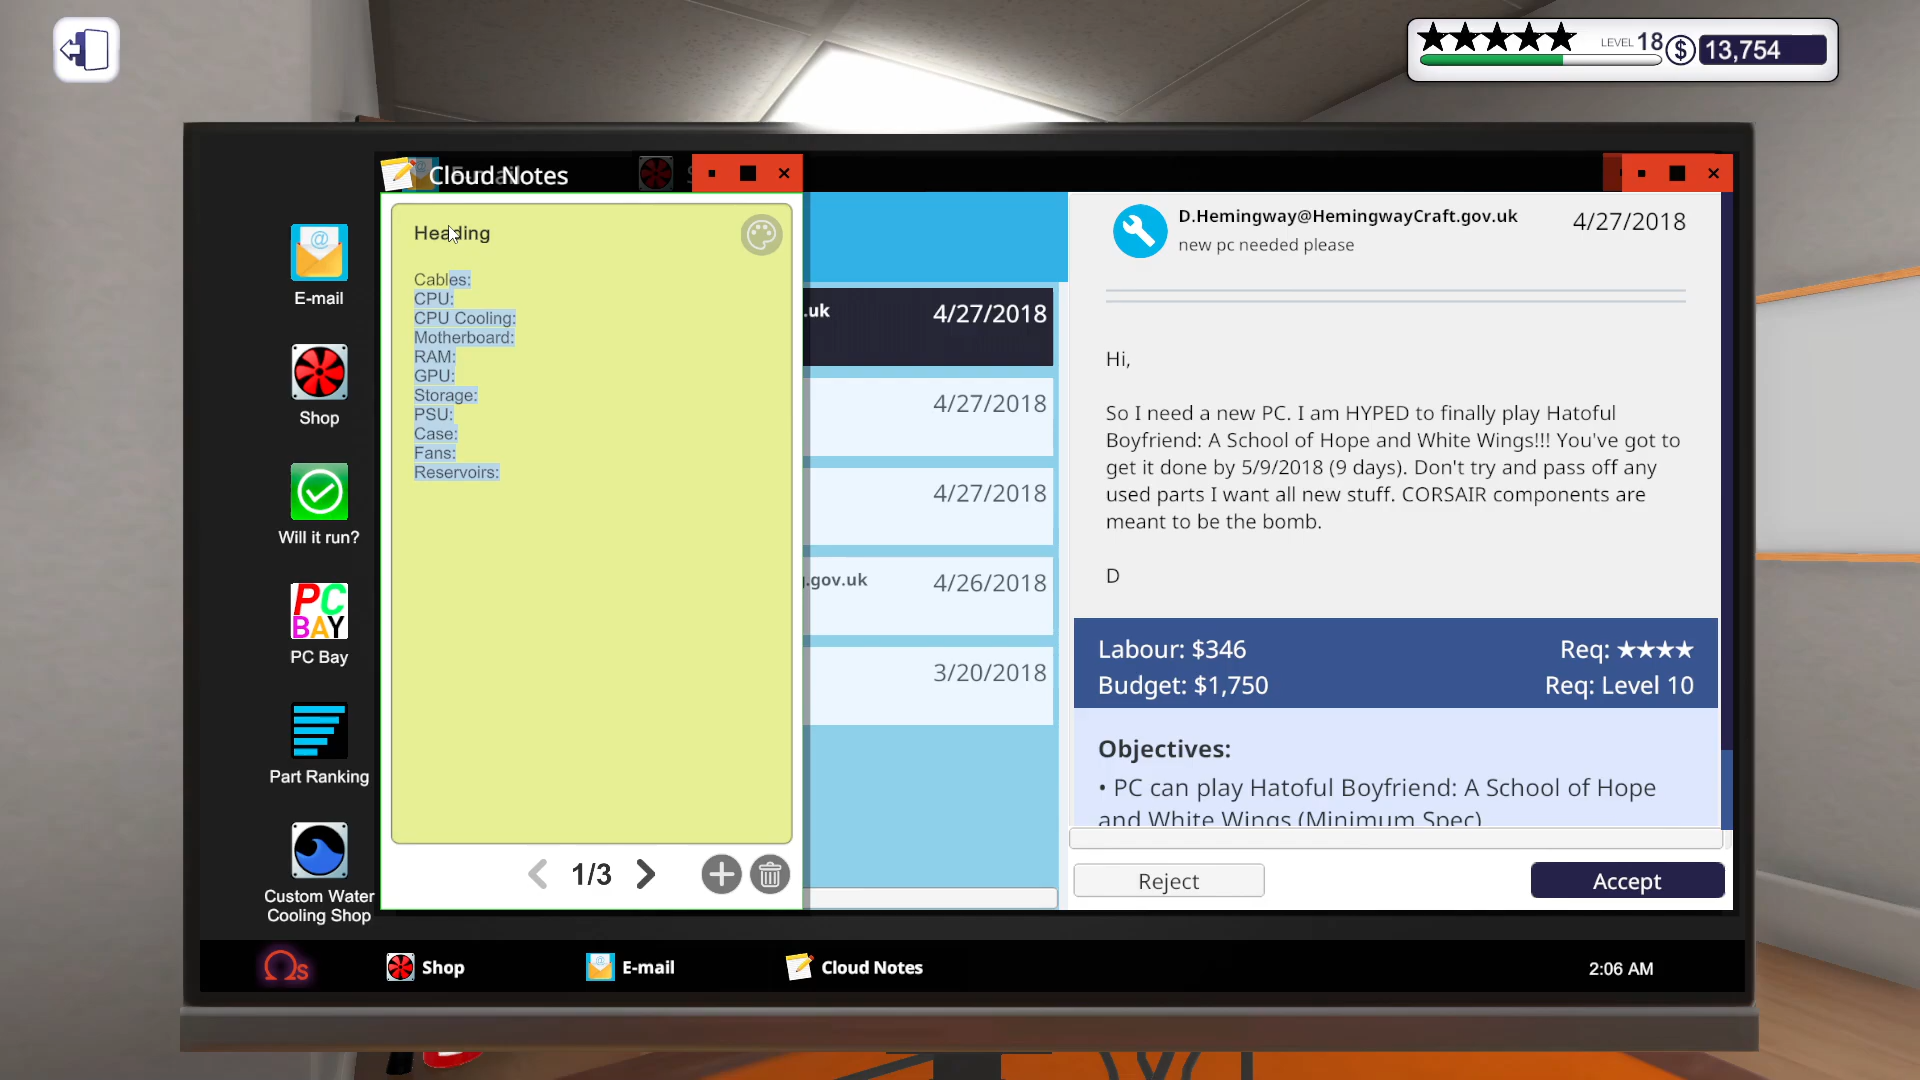 ★★★★★ LEVEL 18 $ 13,754
Cloud Notes
Heading
Cables:
CPU:
CPU Cooling:
Motherboard:
RAM:
GPU:
Storage:
PSU:
Case:
Fans:
Reservoirs:
1/3
E-mail
Shop
Will it run?
PC BAY
PC Bay
Part Ranking
Custom Water
Cooling Shop
.uk 4/27/2018
4/27/2018
4/27/2018
.gov.uk 4/26/2018
3/20/2018
D.Hemingway@HemingwayCraft.gov.uk 4/27/2018
new pc needed please
Hi,
So I need a new PC. I am HYPED to finally play Hatoful
Boyfriend: A School of Hope and White Wings!!! You've got to
get it done by 5/9/2018 (9 days). Don't try and pass off any
used parts I want all new stuff. CORSAIR components are
meant to be the bomb.
D
Labour: $346 Req: ★★★★
Budget: $1,750 Req: Level 10
Objectives:
• PC can play Hatoful Boyfriend: A School of Hope
and White Wings (Minimum Spec)
Reject Accept
Ωs Shop E-mail Cloud Notes 2:06 AM